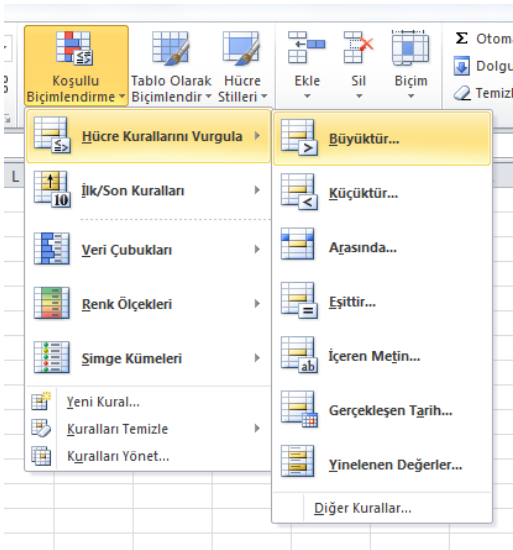 Koşullu Biçimlendirme
Tablo Olarak Biçimlendir
Hücre Stilleri
Ekle
Sil
Biçim
Σ Otom
Dolgu
Temizl
L
Hücre Kurallarını Vurgula
İlk/Son Kuralları
Veri Çubukları
Renk Ölçekleri
Simge Kümeleri
Yeni Kural...
Kuralları Temizle
Kuralları Yönet...
Büyüktür...
Küçüktür...
Arasında...
Eşittir...
İçeren Metin...
Gerçekleşen Tarih...
Yinelenen Değerler...
Diğer Kurallar...